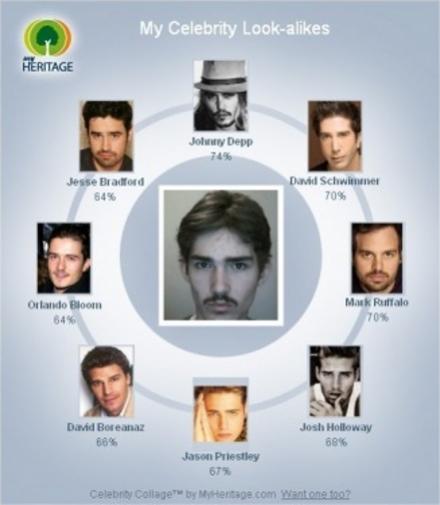 My Celebrity Look-alikes
my
HERITAGE
Johnny Depp
74%
Jesse Bradford
64%
David Schwimmer
70%
Orlando Bloom
64%
Mark Ruffalo
70%
David Boreanaz
66%
Josh Holloway
68%
Jason Priestley
67%
Celebrity Collage™ by MyHeritage.com Want one too?